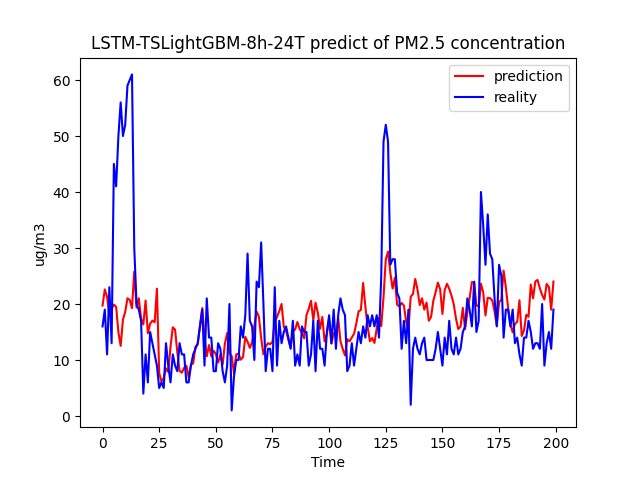 LSTM-TSLightGBM-8h-24T predict of PM2.5 concentration
prediction
reality
60
50
40
30
20
10
0
ug/m3
0 25 50 75 100 125 150 175 200
Time